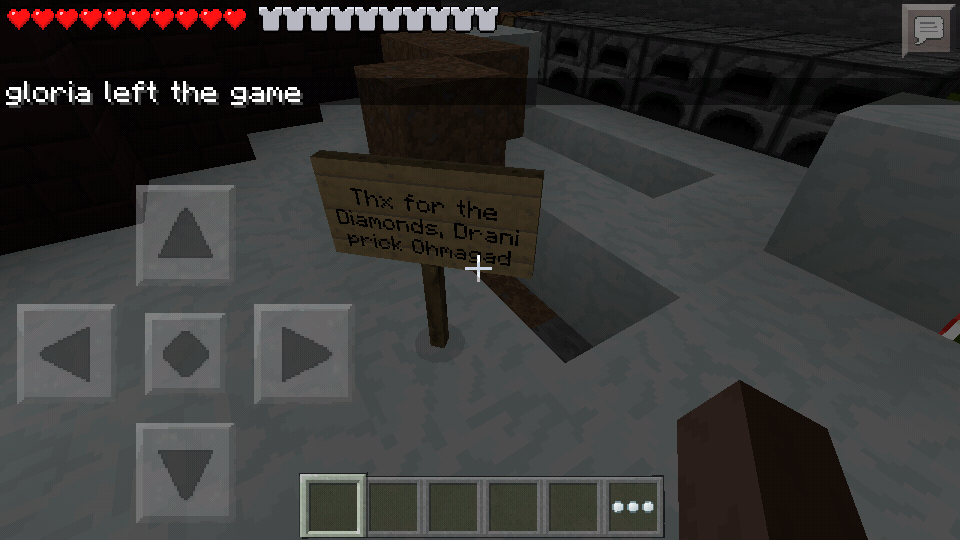 gloria left the game
Thx for the
Diamonds, Drani
prick Ohmagad